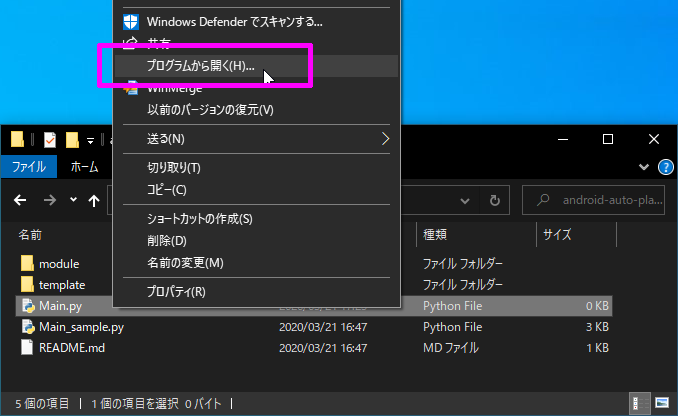 Windows Defender でスキャンする...
共有
プログラムから開く(H)...
WinMerge
以前のバージョンの復元(V)
送る(N)
切り取り(T)
コピー(C)
ショートカットの作成(S)
削除(D)
名前の変更(M)
プロパティ(R)
ファイル
ホーム
android-auto-pla...
名前
種類
サイズ
module
ファイル フォルダー
template
ファイル フォルダー
Main.py
Python File
0 KB
Main_sample.py
2020/03/21 16:47
Python File
3 KB
README.md
2020/03/21 16:47
MD ファイル
1 KB
5 個の項目
1 個の項目を選択 0 バイト